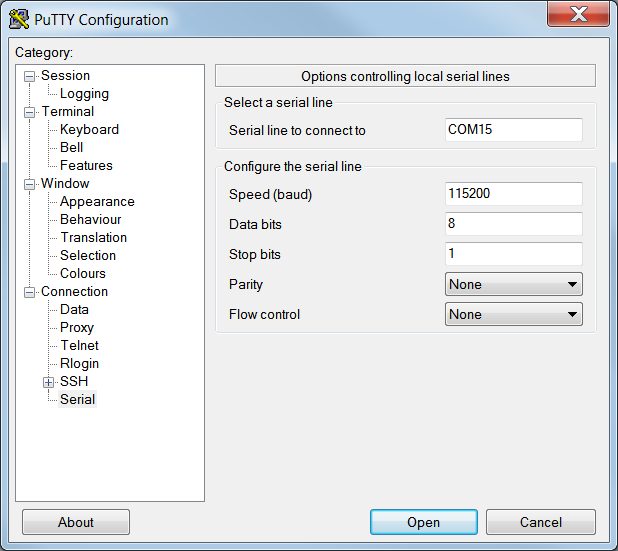 PuTTY Configuration
Category:
Session
Logging
Terminal
Keyboard
Bell
Features
Window
Appearance
Behaviour
Translation
Selection
Colours
Connection
Data
Proxy
Telnet
Rlogin
SSH
Serial
Options controlling local serial lines
Select a serial line
Serial line to connect to COM15
Configure the serial line
Speed (baud) 115200
Data bits 8
Stop bits 1
Parity None
Flow control None
About Open Cancel